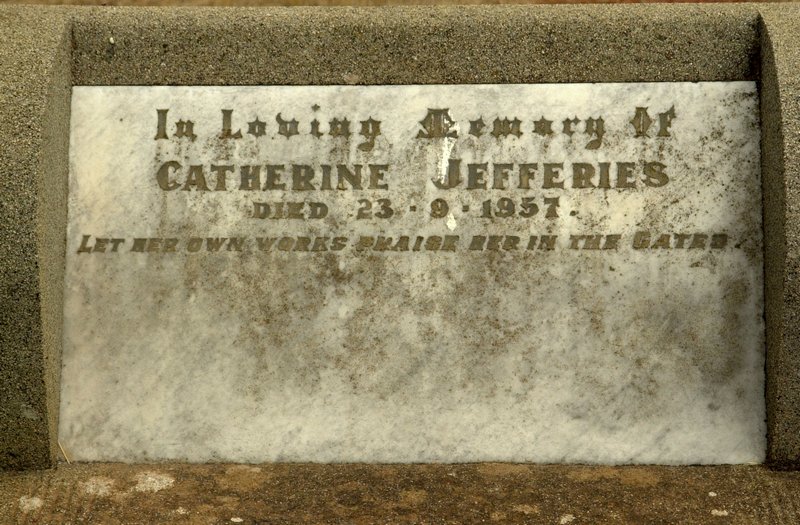 In Loving Memory Of
CATHERINE JEFFERIES
DIED 23 · 9 · 1957.
LET HER OWN WORKS PRAISE HER IN THE GATES.